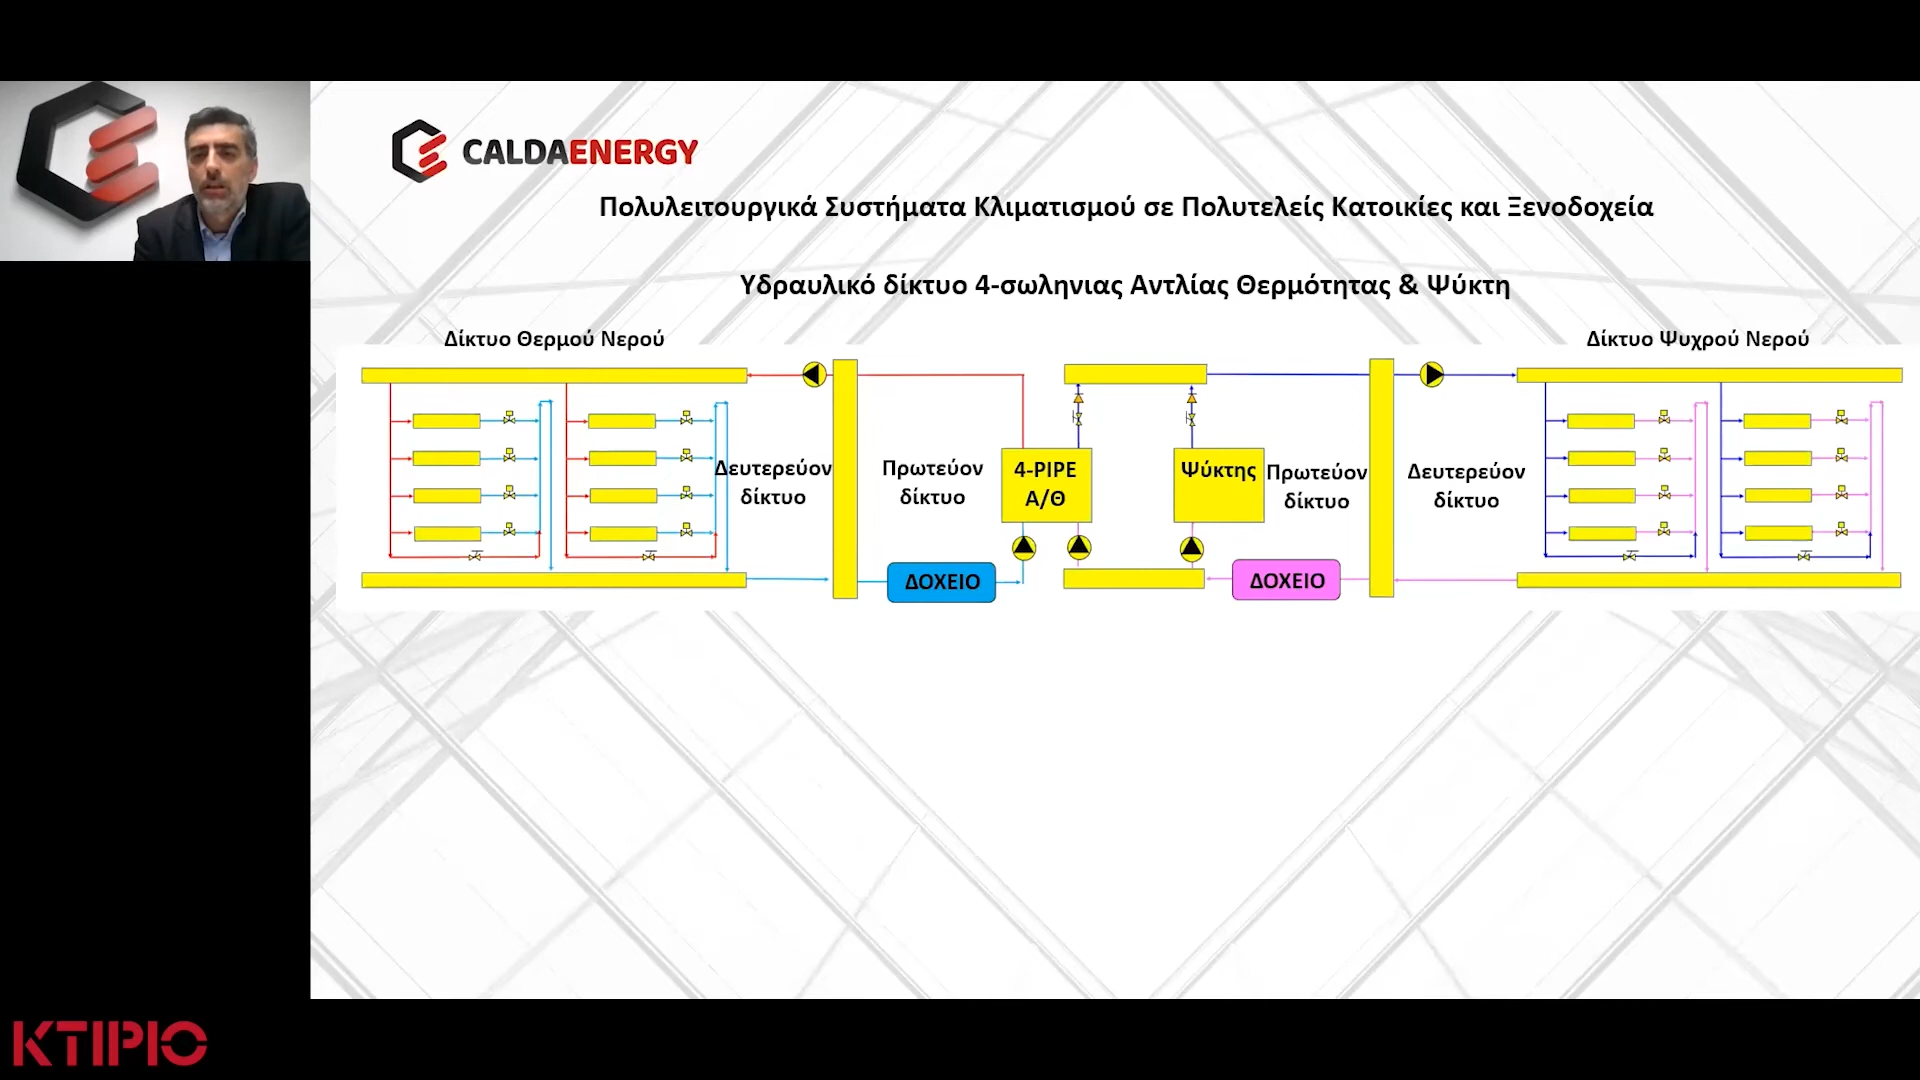 CALDAENERGY
Πολυλειτουργικά Συστήματα Κλιματισμού σε Πολυτελείς Κατοικίες και Ξενοδοχεία
Υδραυλικό δίκτυο 4-σωληνιας Αντλίας Θερμότητας & Ψύκτη
Δίκτυο Θερμού Νερού
Δίκτυο Ψυχρού Νερού
Δευτερεύον
δίκτυο
Πρωτεύον
δίκτυο
4-PIPE
Α/Θ
Ψύκτης
Πρωτεύον
δίκτυο
Δευτερεύον
δίκτυο
ΔΟΧΕΙΟ
ΔΟΧΕΙΟ
ΚΤΙΡΙΟ